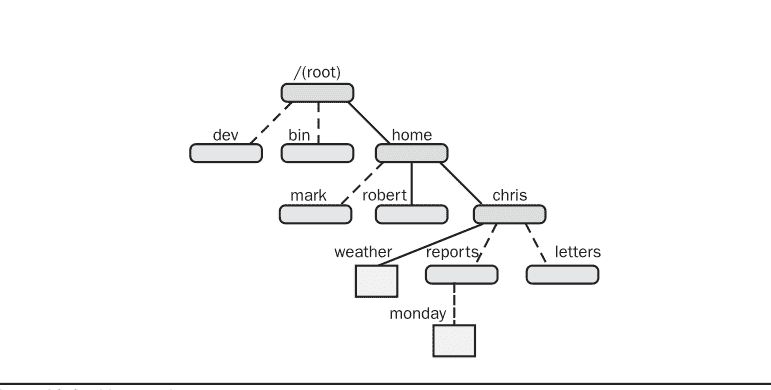 /(root)
dev
bin
home
mark
robert
chris
weather
reports
letters
monday